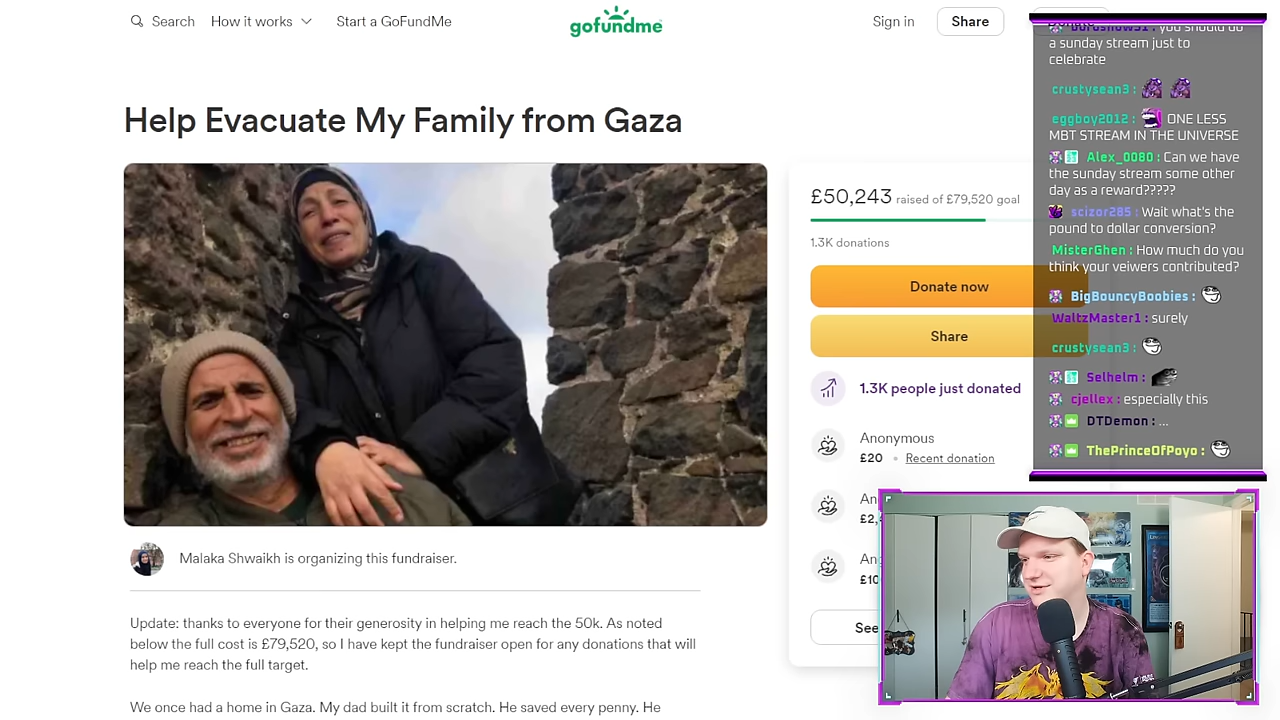 Search How it works Start a GoFundMe
gofundme
Sign in Share
Help Evacuate My Family from Gaza
£50,243 raised of £79,520 goal
1.3K donations
Donate now
Share
1.3K people just donated
Anonymous
£20 • Recent donation
An
£2,
An
£10
See
Malaka Shwaikh is organizing this fundraiser.
Update: thanks to everyone for their generosity in helping me reach the 50k. As noted
below the full cost is £79,520, so I have kept the fundraiser open for any donations that will
help me reach the full target.
We once had a home in Gaza. My dad built it from scratch. He saved every penny. He
you should do
a sunday stream just to
celebrate
crustysean3 :
eggboy2012 : ONE LESS
MBT STREAM IN THE UNIVERSE
Alex_0080 : Can we have
the sunday stream some other
day as a reward?????
scizor285 : Wait what's the
pound to dollar conversion?
MisterGhen : How much do you
think your veiwers contributed?
BigBouncyBoobies :
WaltzMaster1 : surely
crustysean3 :
Selhelm :
cjellex : especially this
DTDemon : ...
ThePrinceOfPoyo :